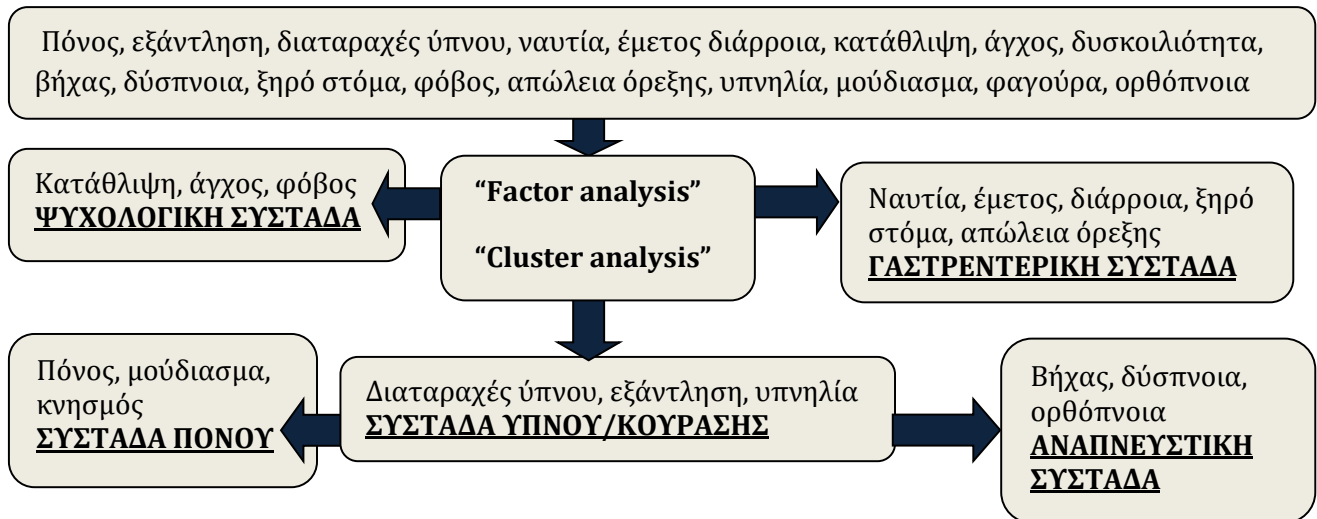 Πόνος, εξάντληση, διαταραχές ύπνου, ναυτία, έμετος διάρροια, κατάθλιψη, άγχος, δυσκοιλιότητα,
βήχας, δύσπνοια, ξηρό στόμα, φόβος, απώλεια όρεξης, υπνηλία, μούδιασμα, φαγούρα, ορθόπνοια
Κατάθλιψη, άγχος, φόβος
ΨΥΧΟΛΟΓΙΚΗ ΣΥΣΤΑΔΑ
“Factor analysis”
“Cluster analysis”
Ναυτία, έμετος, διάρροια, ξηρό
στόμα, απώλεια όρεξης
ΓΑΣΤΡΕΝΤΕΡΙΚΗ ΣΥΣΤΑΔΑ
Πόνος, μούδιασμα,
κνησμός
ΣΥΣΤΑΔΑ ΠΟΝΟΥ
Διαταραχές ύπνου, εξάντληση, υπνηλία
ΣΥΣΤΑΔΑ ΥΠΝΟΥ/ΚΟΥΡΑΣΗΣ
Βήχας, δύσπνοια,
ορθόπνοια
ΑΝΑΠΝΕΥΣΤΙΚΗ
ΣΥΣΤΑΔΑ